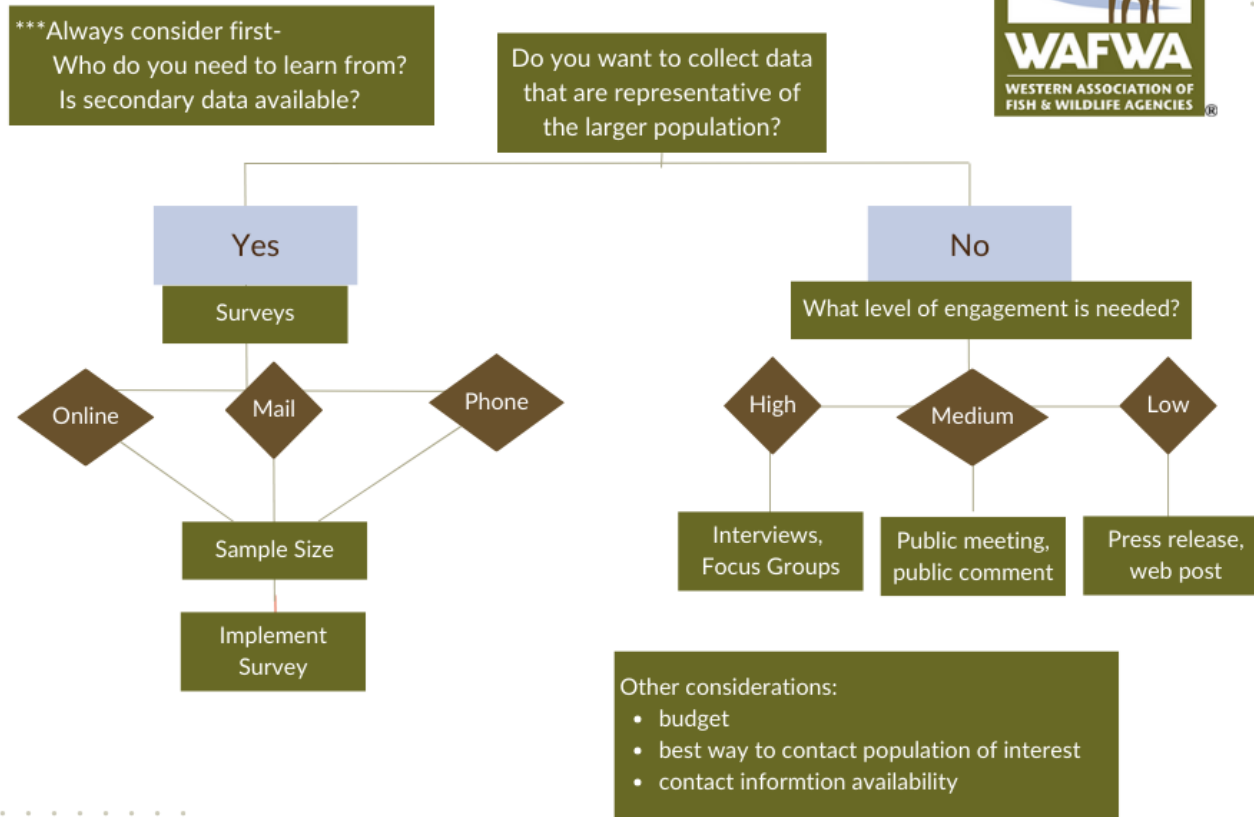 ***Always consider first-
Who do you need to learn from?
Is secondary data available?
Do you want to collect data
that are representative of
the larger population?
WAFWA
WESTERN ASSOCIATION OF
FISH & WILDLIFE AGENCIES ®
Yes
No
Surveys
What level of engagement is needed?
Online
Mail
Phone
High
Medium
Low
Sample Size
Interviews,
Focus Groups
Public meeting,
public comment
Press release,
web post
Implement
Survey
Other considerations:
• budget
• best way to contact population of interest
• contact informtion availability